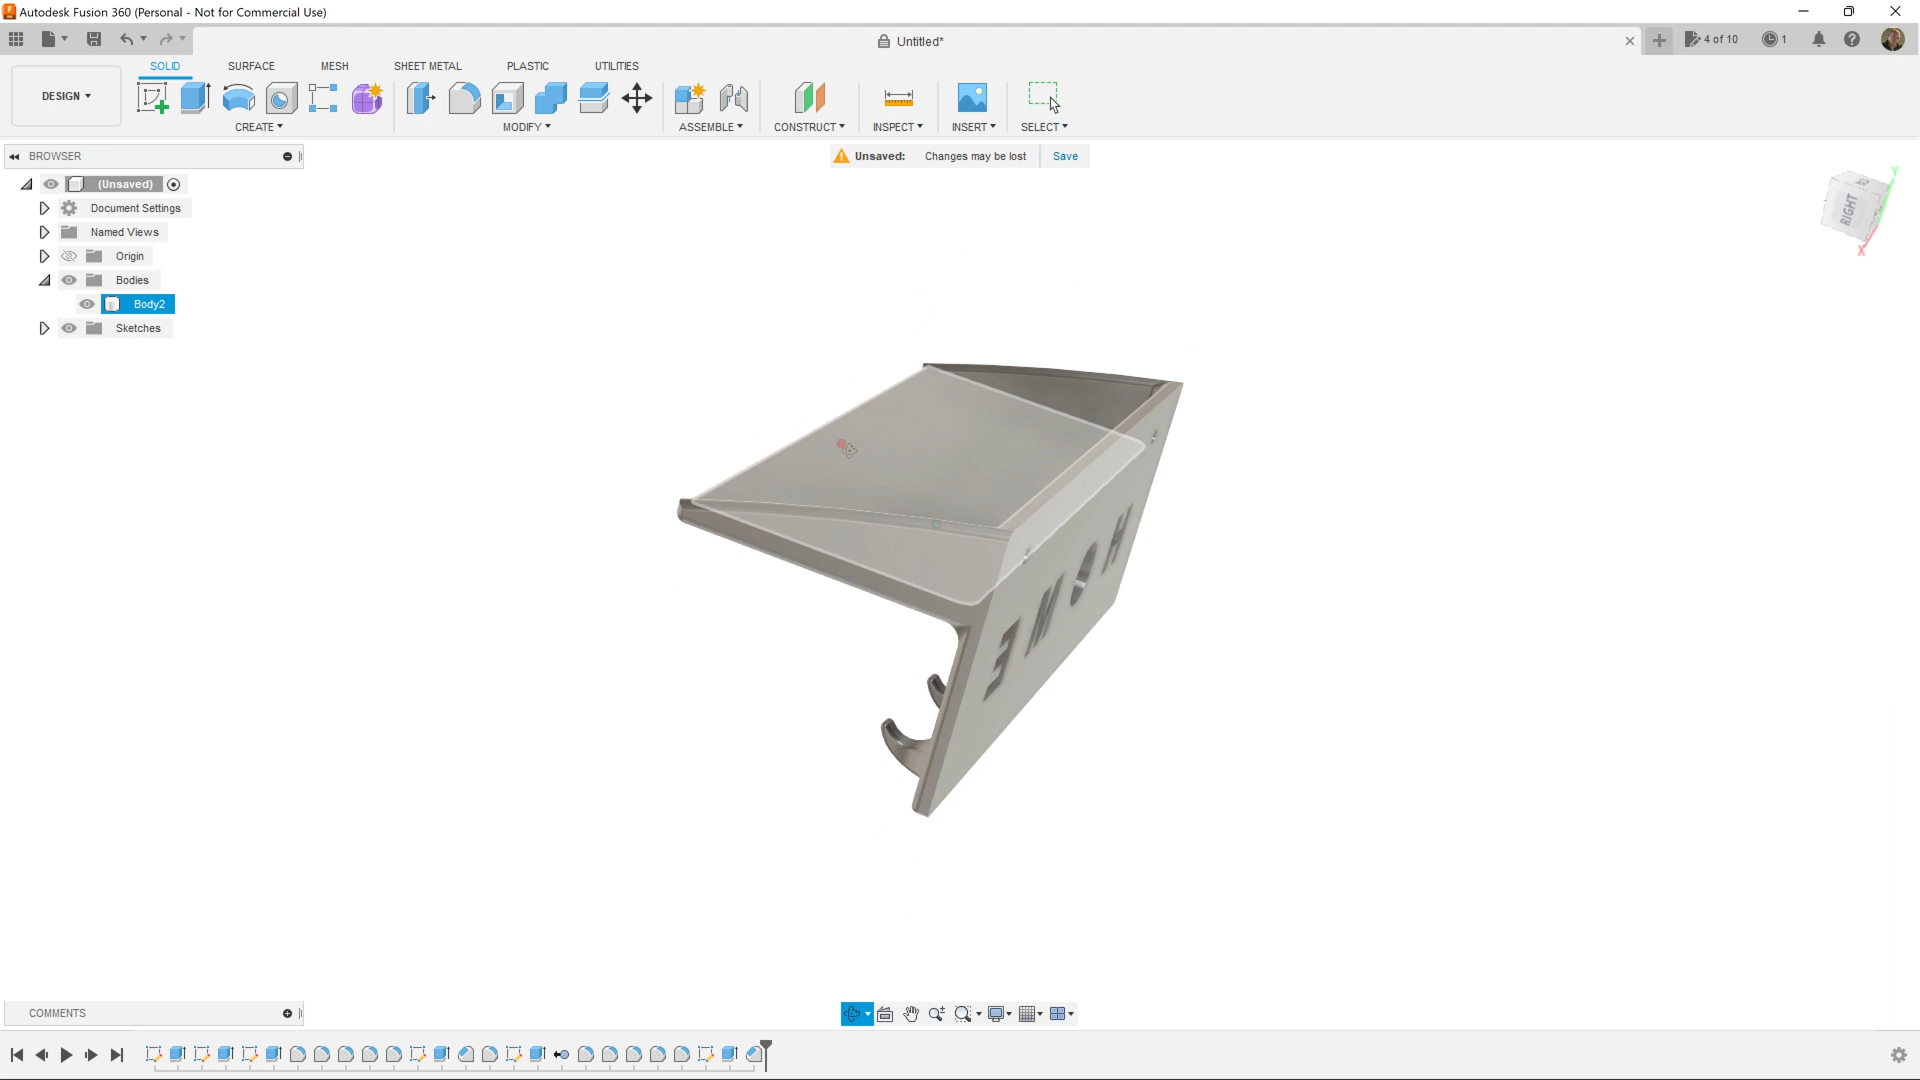 Autodesk Fusion 360 (Personal - Not for Commercial Use)
Untitled*
4 of 10
1
DESIGN
SOLID
SURFACE
MESH
SHEET METAL
PLASTIC
UTILITIES
CREATE
MODIFY
ASSEMBLE
CONSTRUCT
INSPECT
INSERT
SELECT
BROWSER
Unsaved: Changes may be lost Save
(Unsaved)
Document Settings
Named Views
Origin
Bodies
Body2
Sketches
RIGHT
Y
X
HOME
COMMENTS